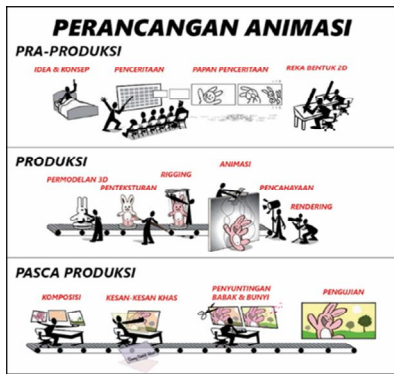 PERANCANGAN ANIMASI
PRA-PRODUKSI
IDEA & KONSEP
PENCERITAAN
PAPAN PENCERITAAN
REKA BENTUK 2D
PRODUKSI
PERMODELAN 3D
PENTEKSTURAN
RIGGING
ANIMASI
PENCAHAYAAN
RENDERING
PASCA PRODUKSI
KOMPOSISI
KESAN-KESAN KHAS
PENYUNTINGAN
BABAK & BUNYI
PENGUJIAN